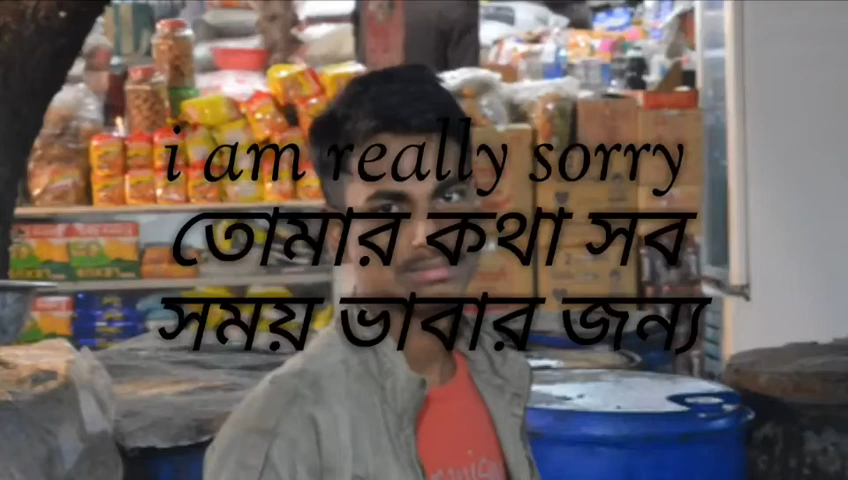 i am really sorry
তোমার কথা সব
সময় ভাবার জন্য